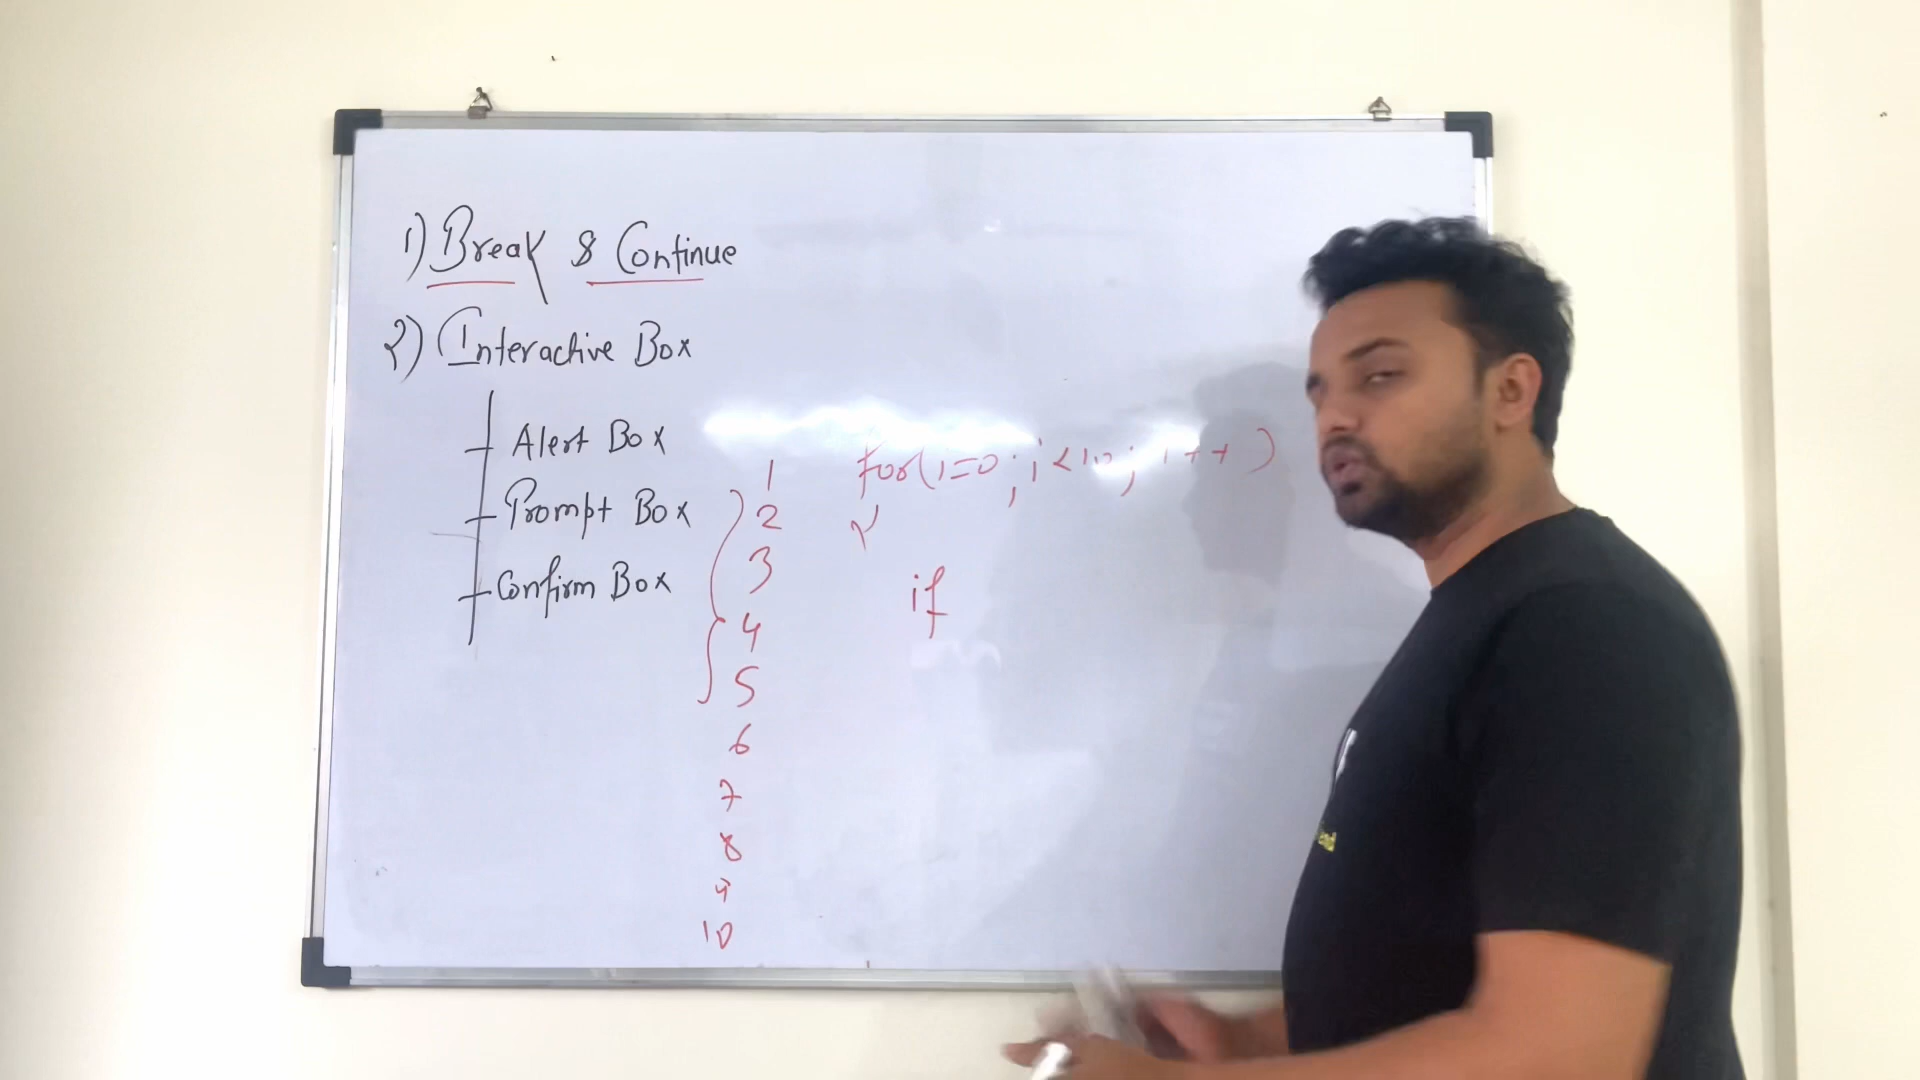 1) Break & Continue
2) Interactive Box
Alert Box
Prompt Box
Confirm Box
1
2
3
4
5
6
7
8
9
10
for(i=0; i<10; i++)
{
if